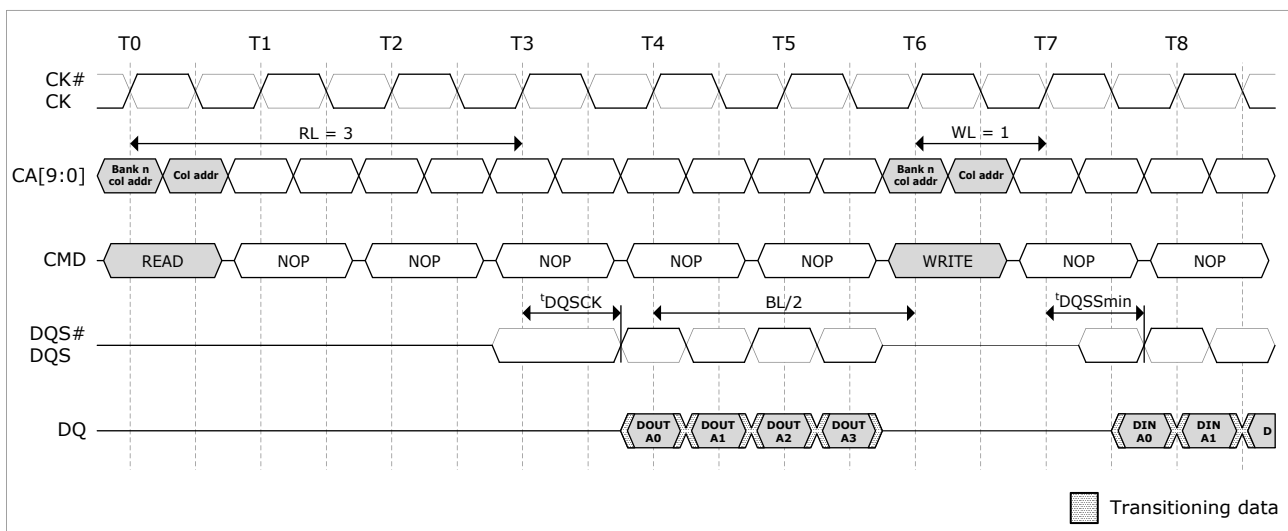 T0 T1 T2 T3 T4 T5 T6 T7 T8
CK#
CK
RL = 3 WL = 1
CA[9:0] Bank n col addr Col addr Bank n col addr Col addr
CMD READ NOP NOP NOP NOP NOP WRITE NOP NOP
tDQSCK BL/2 tDQSSmin
DQS#
DQS
DQ DOUT A0 DOUT A1 DOUT A2 DOUT A3 DIN A0 DIN A1 D
Transitioning data